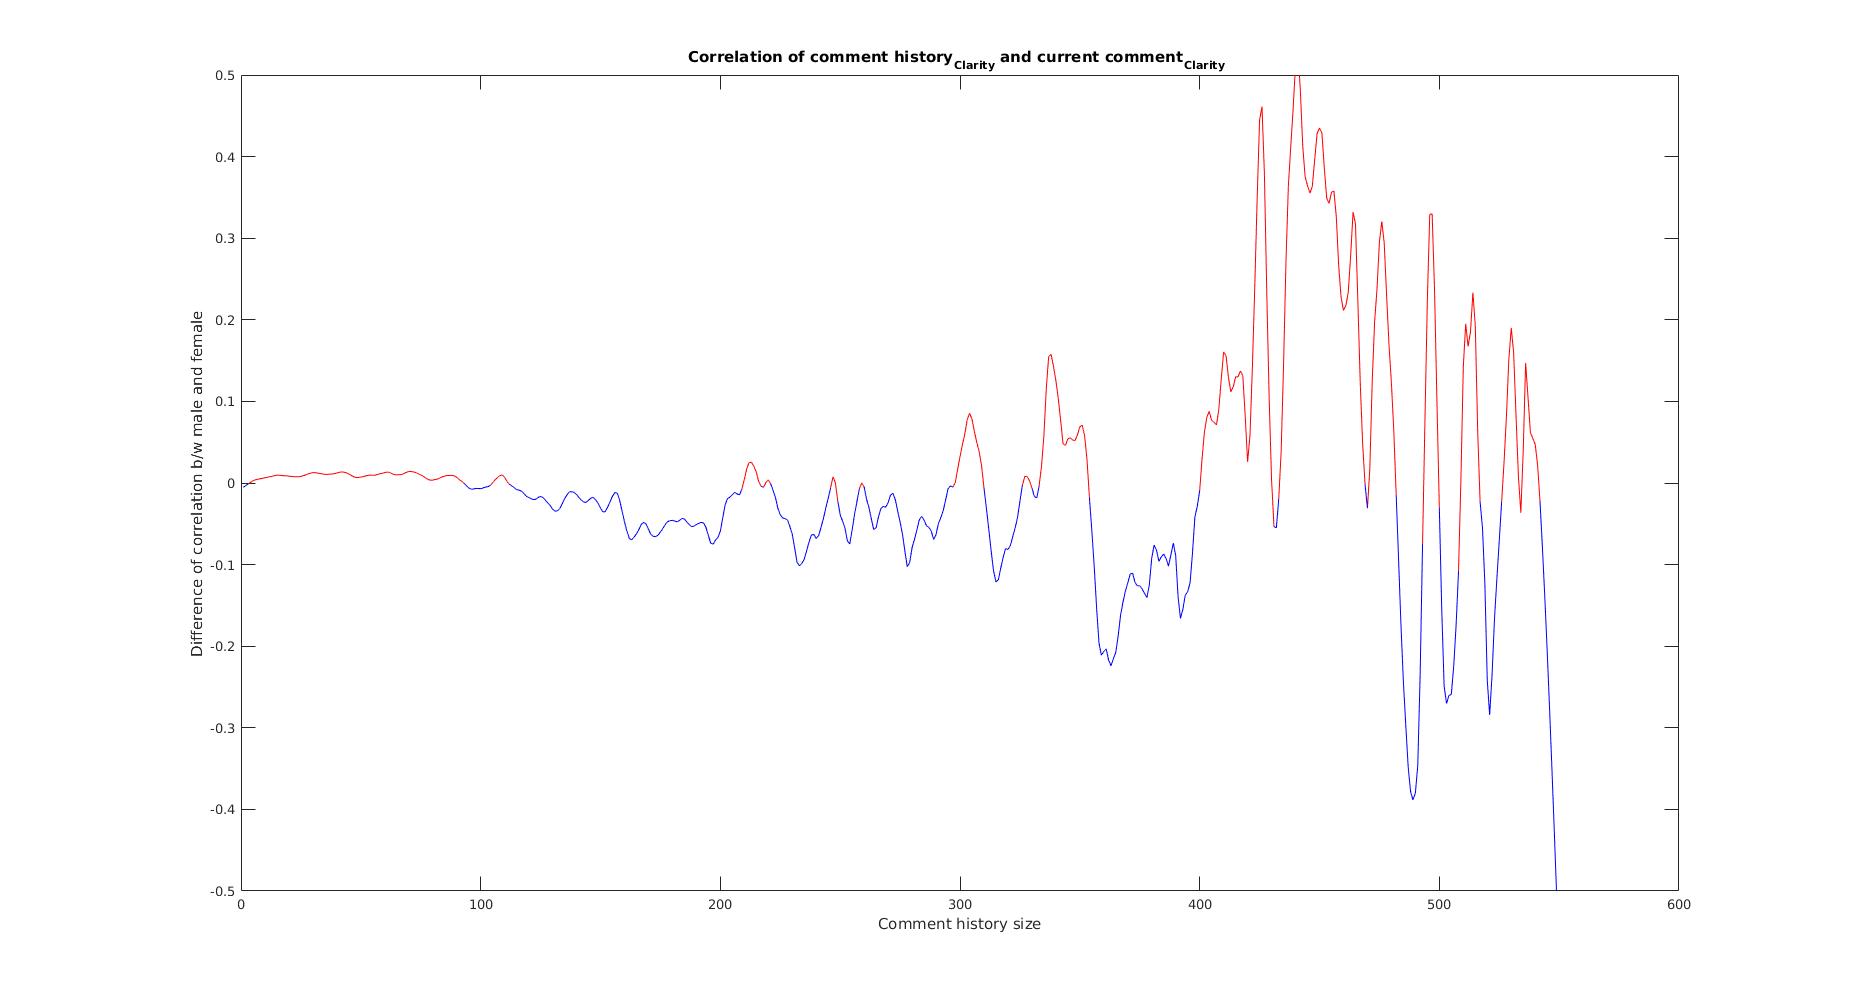 Correlation of comment history_Clarity and current comment_Clarity
0.5
0.4
0.3
0.2
0.1
0
-0.1
-0.2
-0.3
-0.4
-0.5
Difference of correlation b/w male and female
0 100 200 300 400 500 600
Comment history size